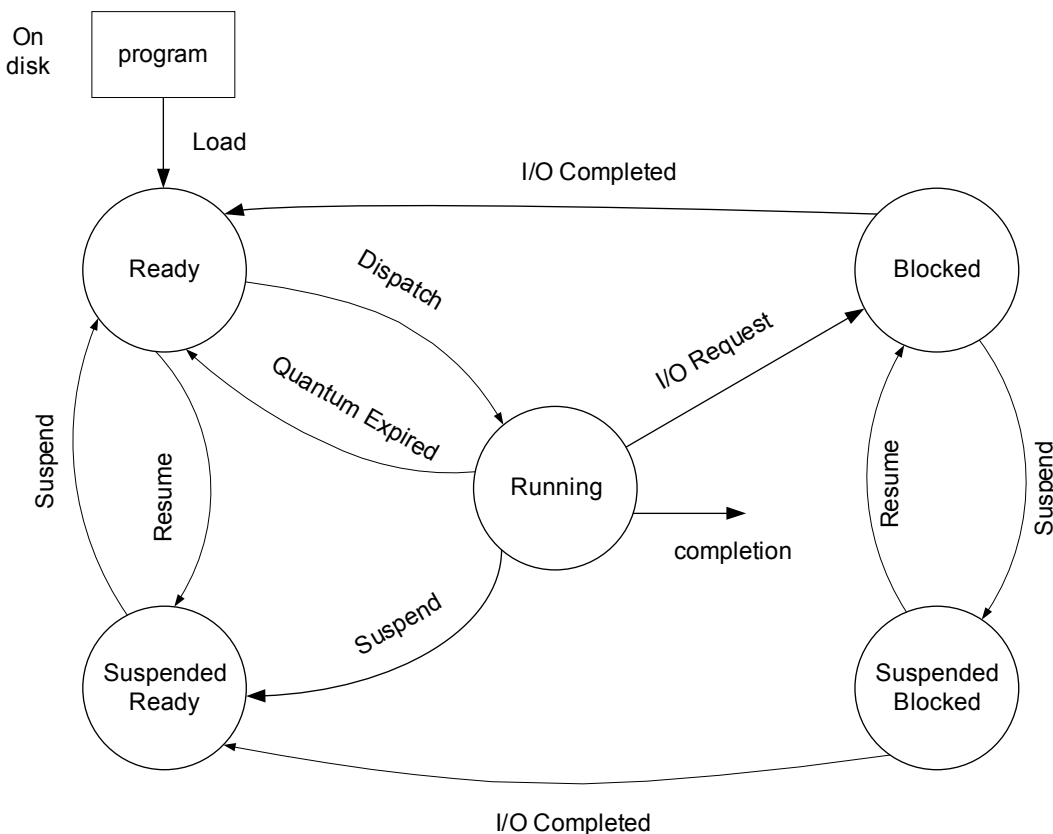 On
disk
program
Load
I/O Completed
Ready
Dispatch
Blocked
I/O Request
Quantum Expired
Suspend
Resume
Running
Resume
Suspend
completion
Suspend
Suspended
Ready
Suspended
Blocked
I/O Completed